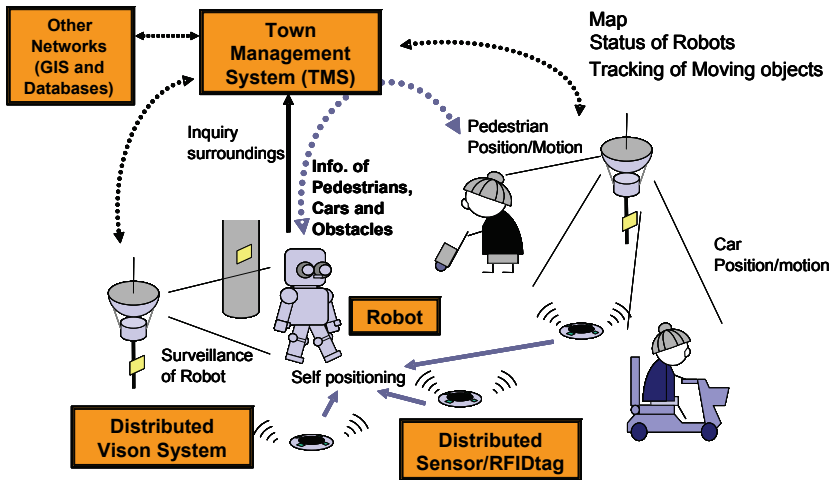 Other
Networks
(GIS and
Databases)
Town
Management
System (TMS)
Map
Status of Robots
Tracking of Moving objects
Inquiry
surroundings
Info. of
Pedestrians,
Cars and
Obstacles
Pedestrian
Position/Motion
Car
Position/motion
Robot
Surveillance
of Robot
Self positioning
Distributed
Vison System
Distributed
Sensor/RFIDtag